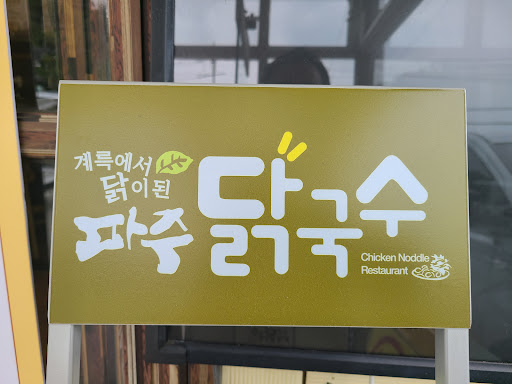 계륵에서
닭이된
파주 닭국수
Chicken Noddle
Restaurant